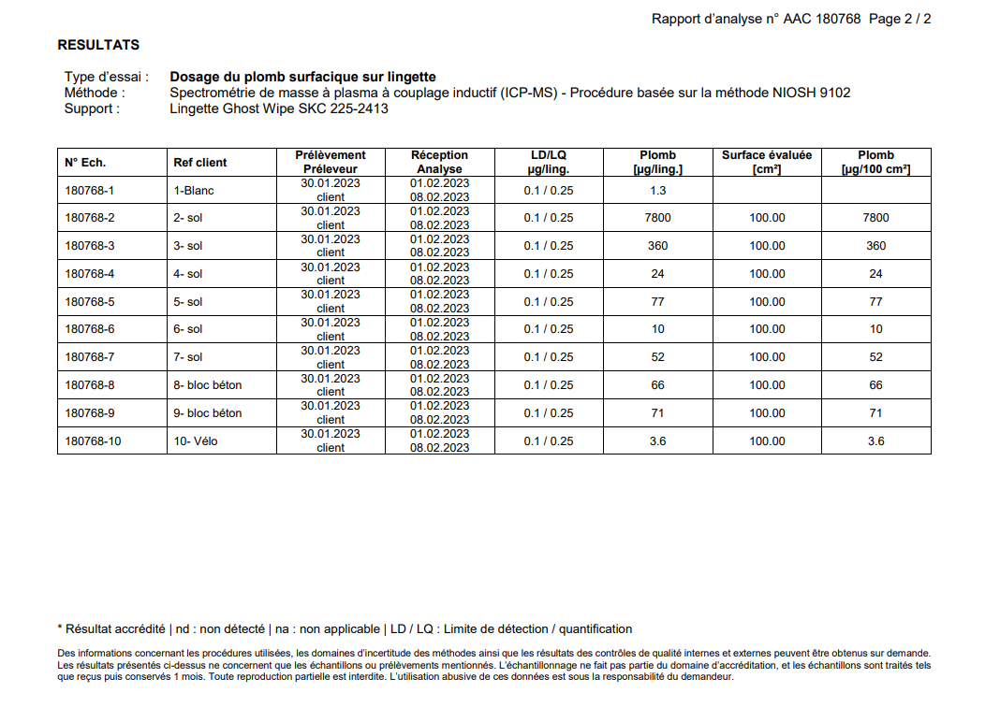 Rapport d'analyse n° AAC 180768 Page 2 / 2
RESULTATS
Type d'essai : Dosage du plomb surfacique sur lingette
Méthode : Spectrométrie de masse à plasma à couplage inductif (ICP-MS) - Procédure basée sur la méthode NIOSH 9102
Support : Lingette Ghost Wipe SKC 225-2413
N° Ech. Ref client Prélèvement Préleveur Réception Analyse LD/LQ µg/ling. Plomb [µg/ling.] Surface évaluée [cm²] Plomb [µg/100 cm²]
180768-1 1-Blanc 30.01.2023 client 01.02.2023 08.02.2023 0.1 / 0.25 1.3
180768-2 2- sol 30.01.2023 client 01.02.2023 08.02.2023 0.1 / 0.25 7800 100.00 7800
180768-3 3- sol 30.01.2023 client 01.02.2023 08.02.2023 0.1 / 0.25 360 100.00 360
180768-4 4- sol 30.01.2023 client 01.02.2023 08.02.2023 0.1 / 0.25 24 100.00 24
180768-5 5- sol 30.01.2023 client 01.02.2023 08.02.2023 0.1 / 0.25 77 100.00 77
180768-6 6- sol 30.01.2023 client 01.02.2023 08.02.2023 0.1 / 0.25 10 100.00 10
180768-7 7- sol 30.01.2023 client 01.02.2023 08.02.2023 0.1 / 0.25 52 100.00 52
180768-8 8- bloc béton 30.01.2023 client 01.02.2023 08.02.2023 0.1 / 0.25 66 100.00 66
180768-9 9- bloc béton 30.01.2023 client 01.02.2023 08.02.2023 0.1 / 0.25 71 100.00 71
180768-10 10- Vélo 30.01.2023 client 01.02.2023 08.02.2023 0.1 / 0.25 3.6 100.00 3.6
* Résultat accrédité | nd : non détecté | na : non applicable | LD / LQ : Limite de détection / quantification
Des informations concernant les procédures utilisées, les domaines d'incertitude des méthodes ainsi que les résultats des contrôles de qualité internes et externes peuvent être obtenus sur demande.
Les résultats présentés ci-dessus ne concernent que les échantillons ou prélèvements mentionnés. L'échantillonnage ne fait pas partie du domaine d'accréditation, et les échantillons sont traités tels
que reçus puis conservés 1 mois. Toute reproduction partielle est interdite. L'utilisation abusive de ces données est sous la responsabilité du demandeur.